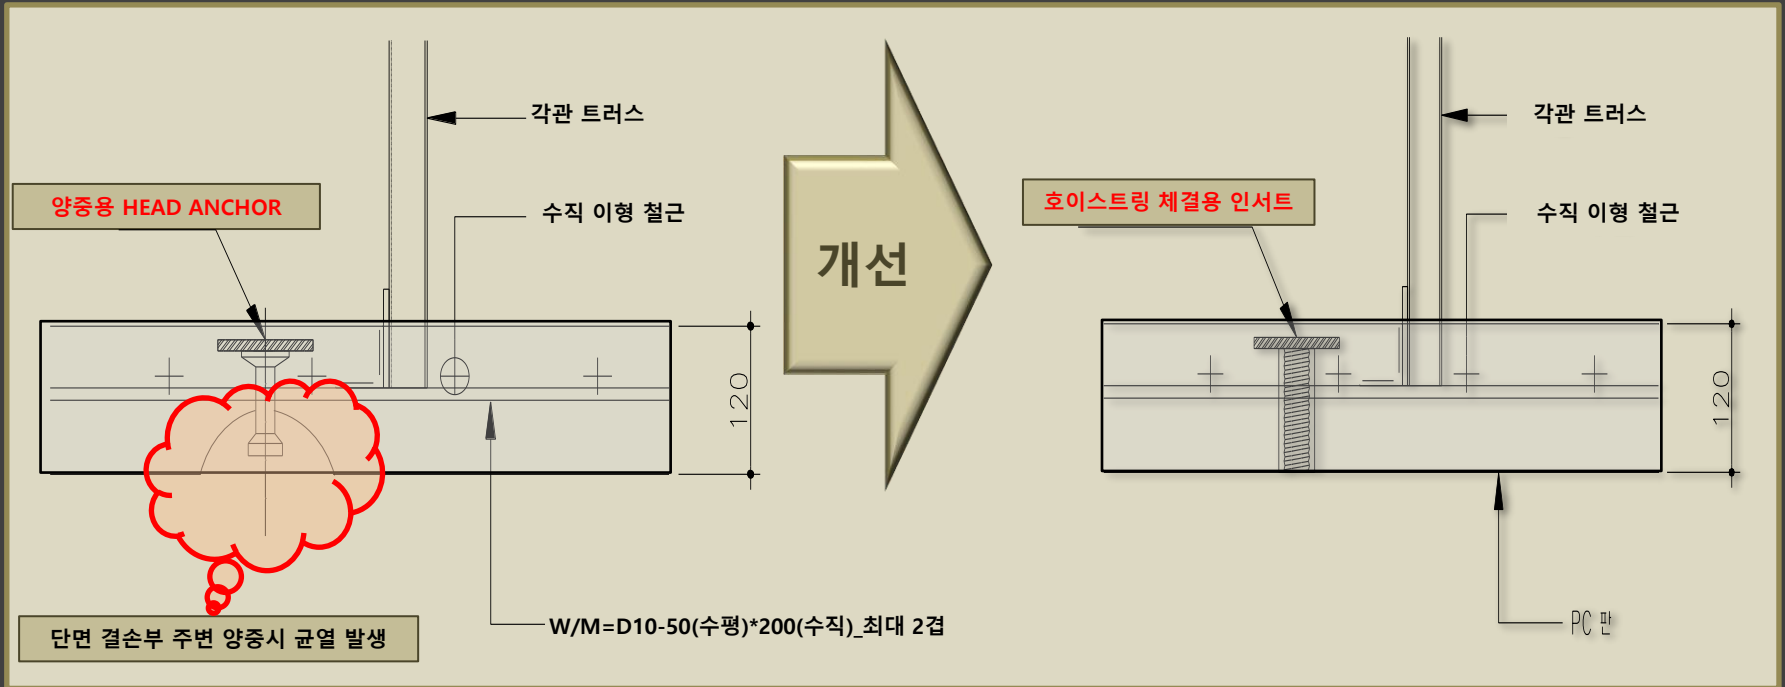 각관 트러스
양중용 HEAD ANCHOR
수직 이형 철근
120
단면 결손부 주변 양중시 균열 발생
W/M=D10-50(수평)*200(수직)_최대 2겹
개선
각관 트러스
호이스트링 체결용 인서트
수직 이형 철근
120
PC 판